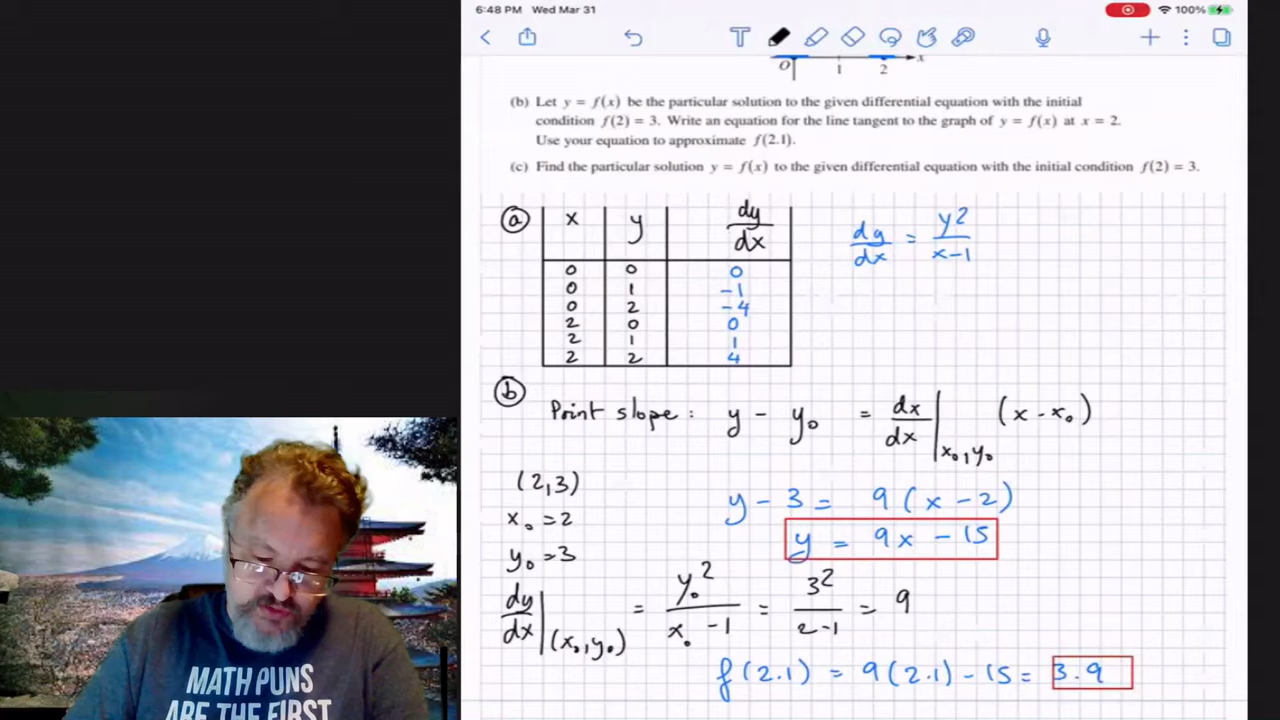 6:48 PM Wed Mar 31
100%
T
O 1 2 x
(b) Let y = f(x) be the particular solution to the given differential equation with the initial
condition f(2) = 3. Write an equation for the line tangent to the graph of y = f(x) at x = 2.
Use your equation to approximate f(2.1).
(c) Find the particular solution y = f(x) to the given differential equation with the initial condition f(2) = 3.
a x y dy/dx
dy/dx = y²/(x-1)
0 0 0
0 1 -1
0 2 -4
2 0 0
2 1 1
2 2 4
b Point slope: y - y₀ = dx/dx | x₀,y₀ (x - x₀)
(2,3)
y - 3 = 9(x - 2)
x₀ = 2
y = 9x - 15
y₀ = 3
dy/dx | (x₀,y₀) = y₀²/(x₀ - 1) = 3²/(2-1) = 9
f(2.1) = 9(2.1) - 15 = 3.9
MATH PUNS
ARE THE FIRST